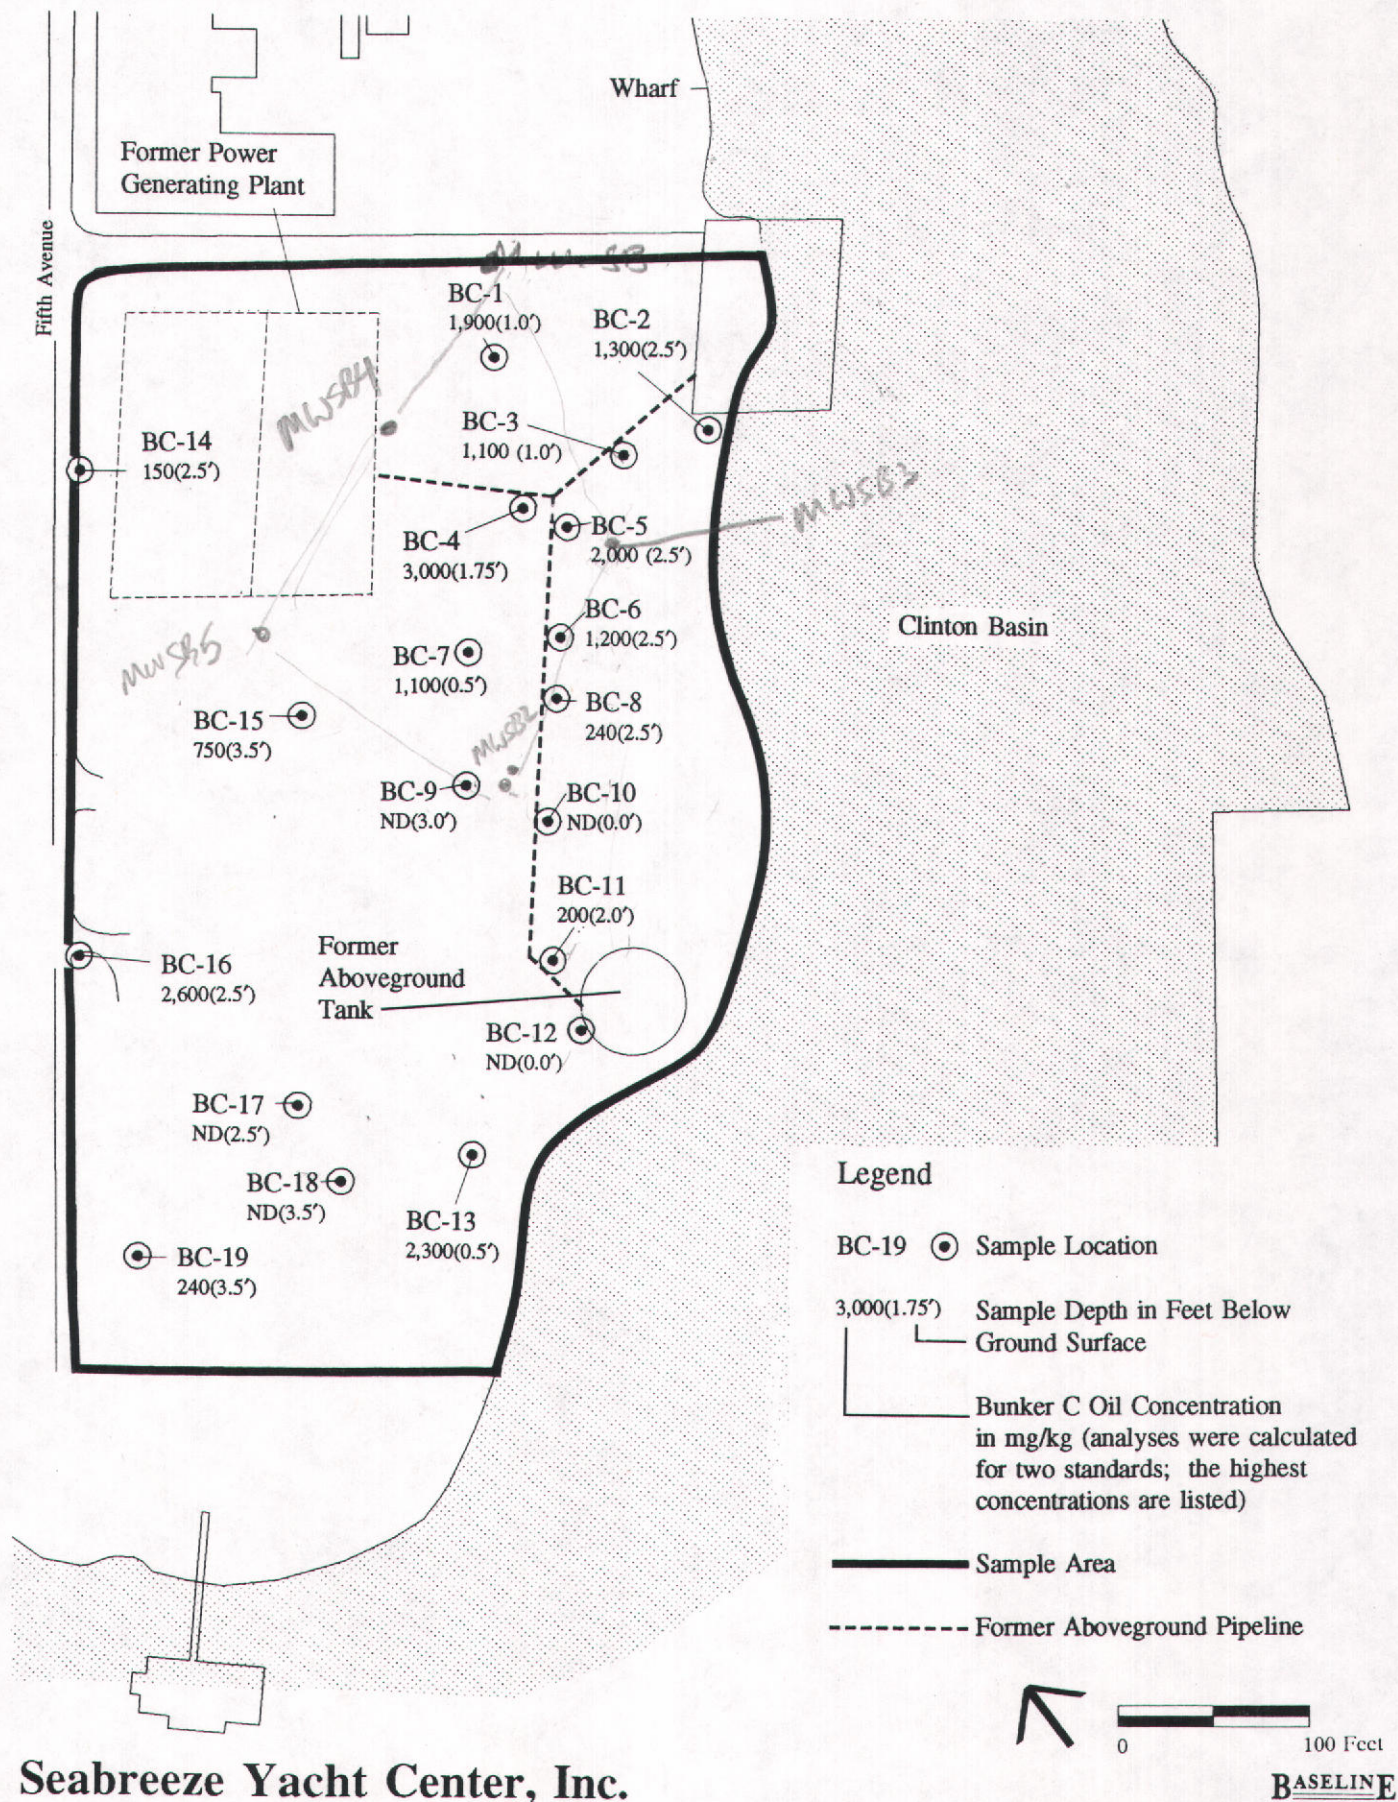 Wharf
Former Power
Generating Plant
Fifth Avenue
BC-1
1,900(1.0′)
BC-2
1,300(2.5′)
MWSB4
BC-3
1,100 (1.0′)
BC-14
150(2.5′)
MWSB3
BC-4
3,000(1.75′)
BC-5
2,000 (2.5′)
BC-6
1,200(2.5′)
Clinton Basin
MWSB5
BC-7
1,100(0.5′)
BC-15
750(3.5′)
BC-8
240(2.5′)
MWSB2
BC-9
ND(3.0′)
BC-10
ND(0.0′)
BC-11
200(2.0′)
BC-16
2,600(2.5′)
Former
Aboveground
Tank
BC-12
ND(0.0′)
BC-17
ND(2.5′)
BC-18
ND(3.5′)
BC-13
2,300(0.5′)
BC-19
240(3.5′)
Legend
BC-19 Sample Location
3,000(1.75′) Sample Depth in Feet Below
Ground Surface
Bunker C Oil Concentration
in mg/kg (analyses were calculated
for two standards; the highest
concentrations are listed)
Sample Area
Former Aboveground Pipeline
0 100 Feet
Seabreeze Yacht Center, Inc.
BASELINE